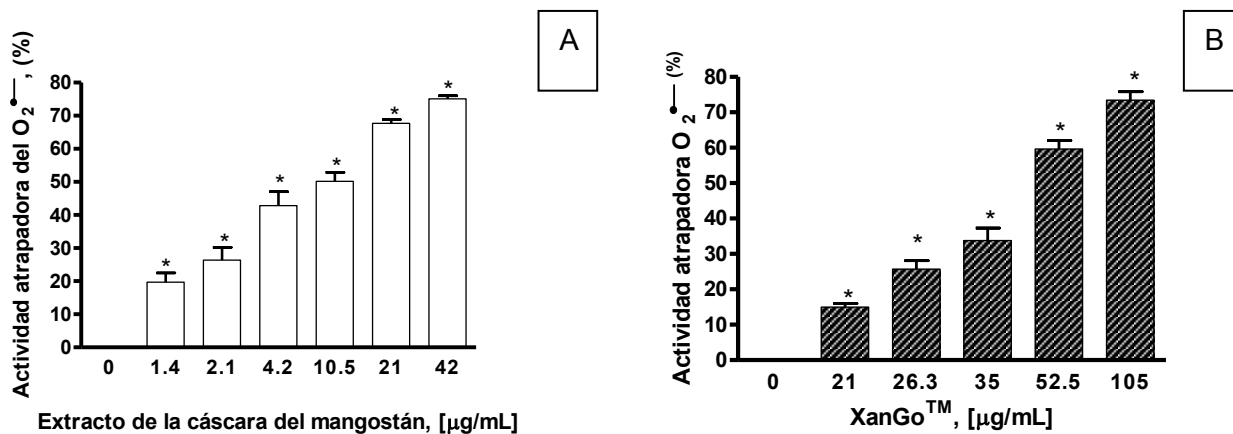 A
Actividad atrapadora del O2•–, (%)
80
70
60
50
40
30
20
10
0
* * * * * *
0 1.4 2.1 4.2 10.5 21 42
Extracto de la cáscara del mangostán, [µg/mL]
B
Actividad atrapadora O2•– (%)
80
70
60
50
40
30
20
10
0
* * * * *
0 21 26.3 35 52.5 105
XanGo™, [µg/mL]